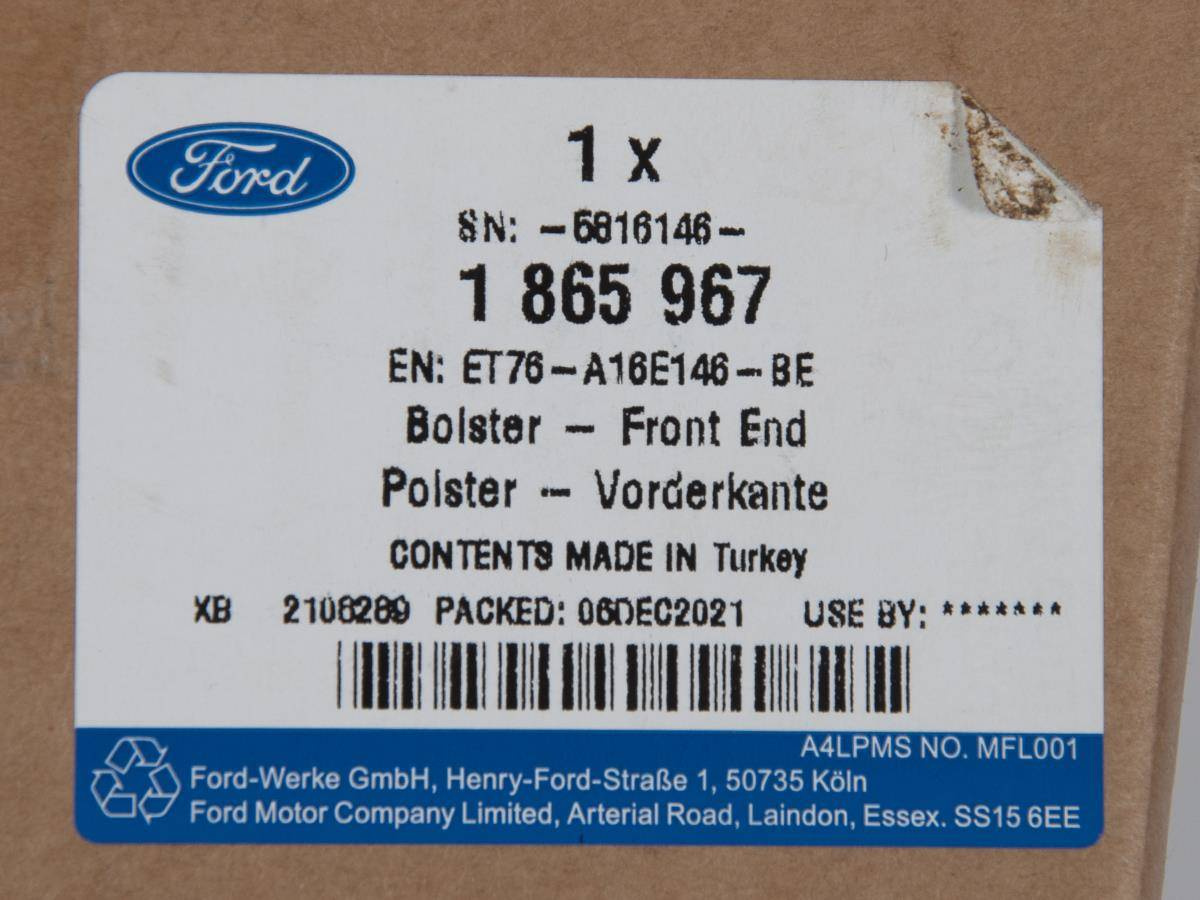 Ford
1 x
SN: -6816146-
1 865 967
EN: ET76-A16E146-BE
Bolster - Front End
Polster - Vorderkante
CONTENTS MADE IN Turkey
XB 2108289 PACKED: 06DEC2021 USE BY: *******
A4LPMS NO. MFL001
Ford-Werke GmbH, Henry-Ford-Straße 1, 50735 Köln
Ford Motor Company Limited, Arterial Road, Laindon, Essex. SS15 6EE